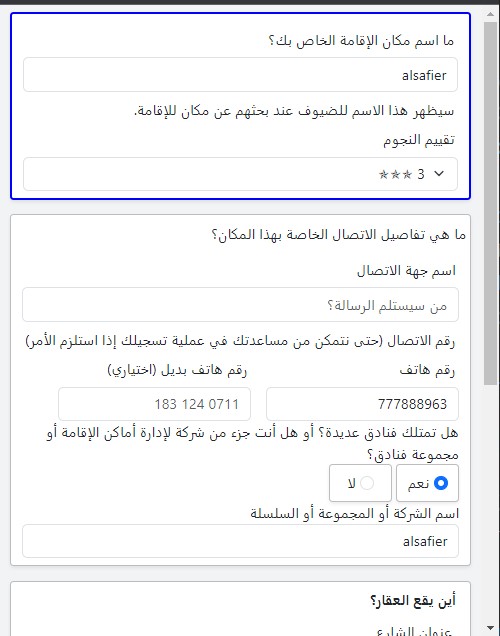 ما اسم مكان الإقامة الخاص بك؟
alsafier
سيظهر هذا الاسم للضيوف عند بحثهم عن مكان للإقامة.
تقييم النجوم
3 ★★★
ما هي تفاصيل الاتصال الخاصة بهذا المكان؟
اسم جهة الاتصال
من سيستلم الرسالة؟
رقم الاتصال (حتى نتمكن من مساعدتك في عملية تسجيلك إذا استلزم الأمر)
رقم هاتف
777888963
رقم هاتف بديل (اختياري)
183 124 0711
هل تمتلك فنادق عديدة؟ أو هل أنت جزء من شركة لإدارة أماكن الإقامة أو
مجموعة فنادق؟
نعم
لا
اسم الشركة أو المجموعة أو السلسلة
alsafier
أين يقع العقار؟
عنوان الشارع